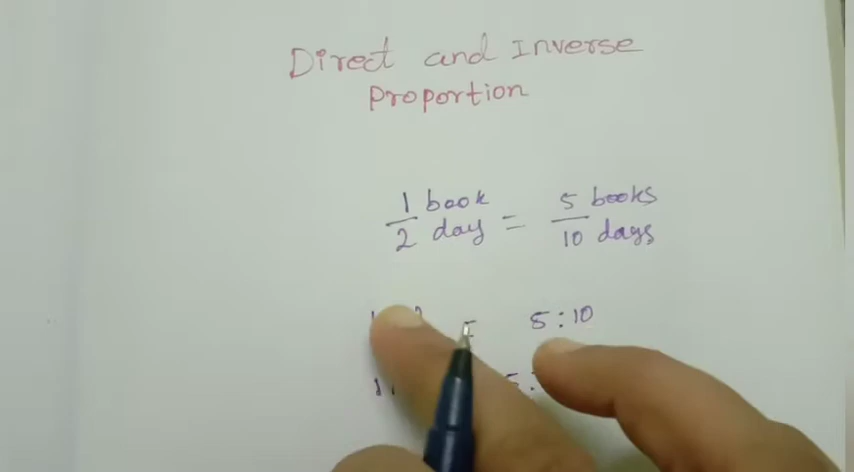 Direct and Inverse
Proportion
1 book = 5 books
2 day 10 days
= 5:10